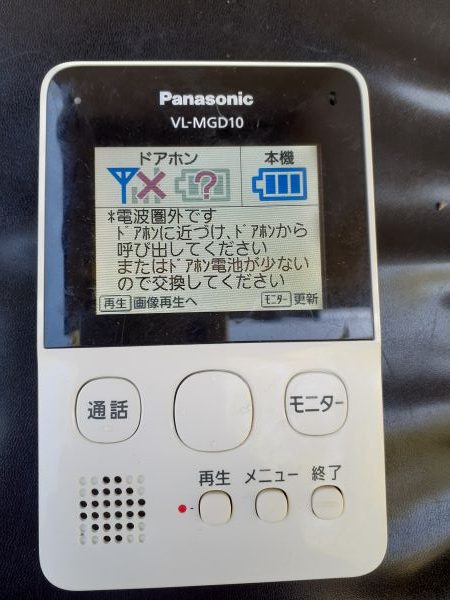 Panasonic
VL-MGD10
ドアホン 本機
?
*電波圏外です
ドアホンに近づけ、ドアホンから
呼び出してください
またはドアホン電池が少ない
ので交換してください
再生 画像再生へ モニター 更新
通話 モニター
再生 メニュー 終了